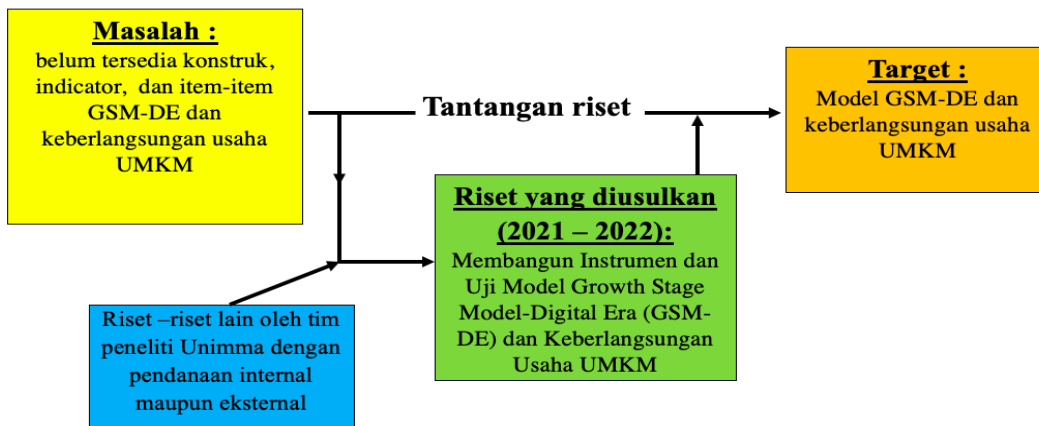 Masalah :
belum tersedia konstruk,
indicator, dan item-item
GSM-DE dan
keberlangsungan usaha
UMKM
Tantangan riset
Target :
Model GSM-DE dan
keberlangsungan usaha
UMKM
Riset yang diusulkan
(2021 – 2022):
Membangun Instrumen dan
Uji Model Growth Stage
Model-Digital Era (GSM-
DE) dan Keberlangsungan
Usaha UMKM
Riset –riset lain oleh tim
peneliti Unimma dengan
pendanaan internal
maupun eksternal